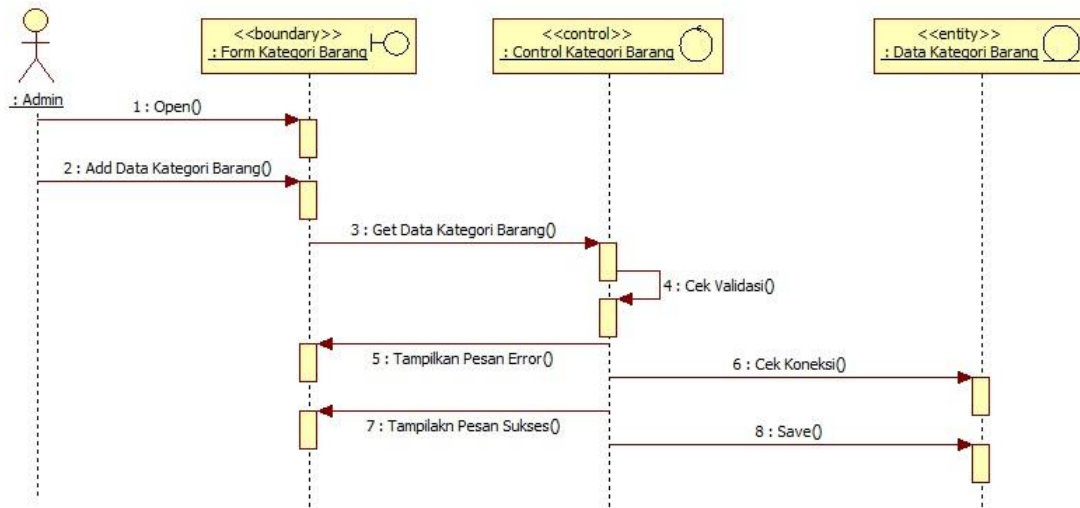 <<boundary>>
: Form Kategori Barang
<<control>>
: Control Kategori Barang
<<entity>>
: Data Kategori Barang
: Admin
1 : Open()
2 : Add Data Kategori Barang()
3 : Get Data Kategori Barang()
4 : Cek Validasi()
5 : Tampilkan Pesan Error()
6 : Cek Koneksi()
7 : Tampilakn Pesan Sukses()
8 : Save()